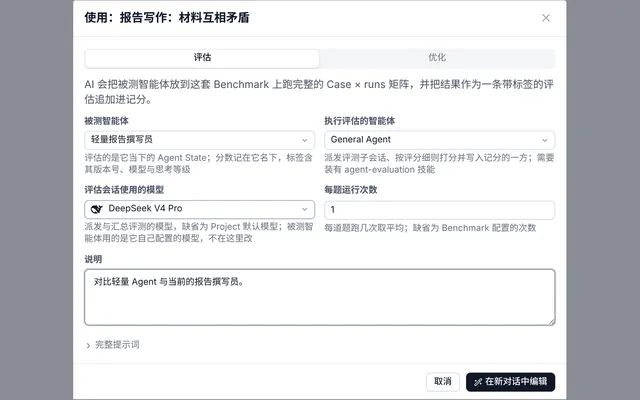 使用：报告写作：材料互相矛盾
评估
优化
AI 会把被测智能体放到这套 Benchmark 上跑完整的 Case × runs 矩阵，并把结果作为一条带标签的评
估追加进记分。
被测智能体
执行评估的智能体
轻量报告撰写员
General Agent
评估的是它当下的 Agent State；分数记在它名下，标签含
其版本号、模型与思考等级
派发评测子会话、按评分细则打分并写入记分的一方；需要
装有 agent-evaluation 技能
评估会话使用的模型
每题运行次数
DeepSeek V4 Pro
1
派发与汇总评测的模型，缺省为 Project 默认模型；被测智
能体用的是它自己配置的模型，不在这里改
每道题跑几次取平均；缺省为 Benchmark 配置的次数
说明
对比轻量 Agent 与当前的报告撰写员。
完整提示词
取消
在新对话中编辑